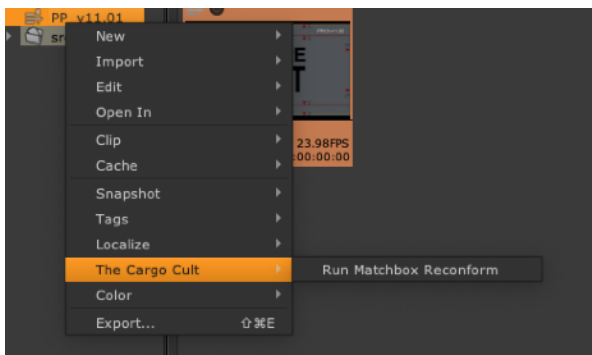 PP_v11.01
sr
New
Import
Edit
Open In
Clip
23.98FPS
Cache
:00:00:00
Snapshot
Tags
Localize
The Cargo Cult
Run Matchbox Reconform
Color
Export... ⇧⌘E